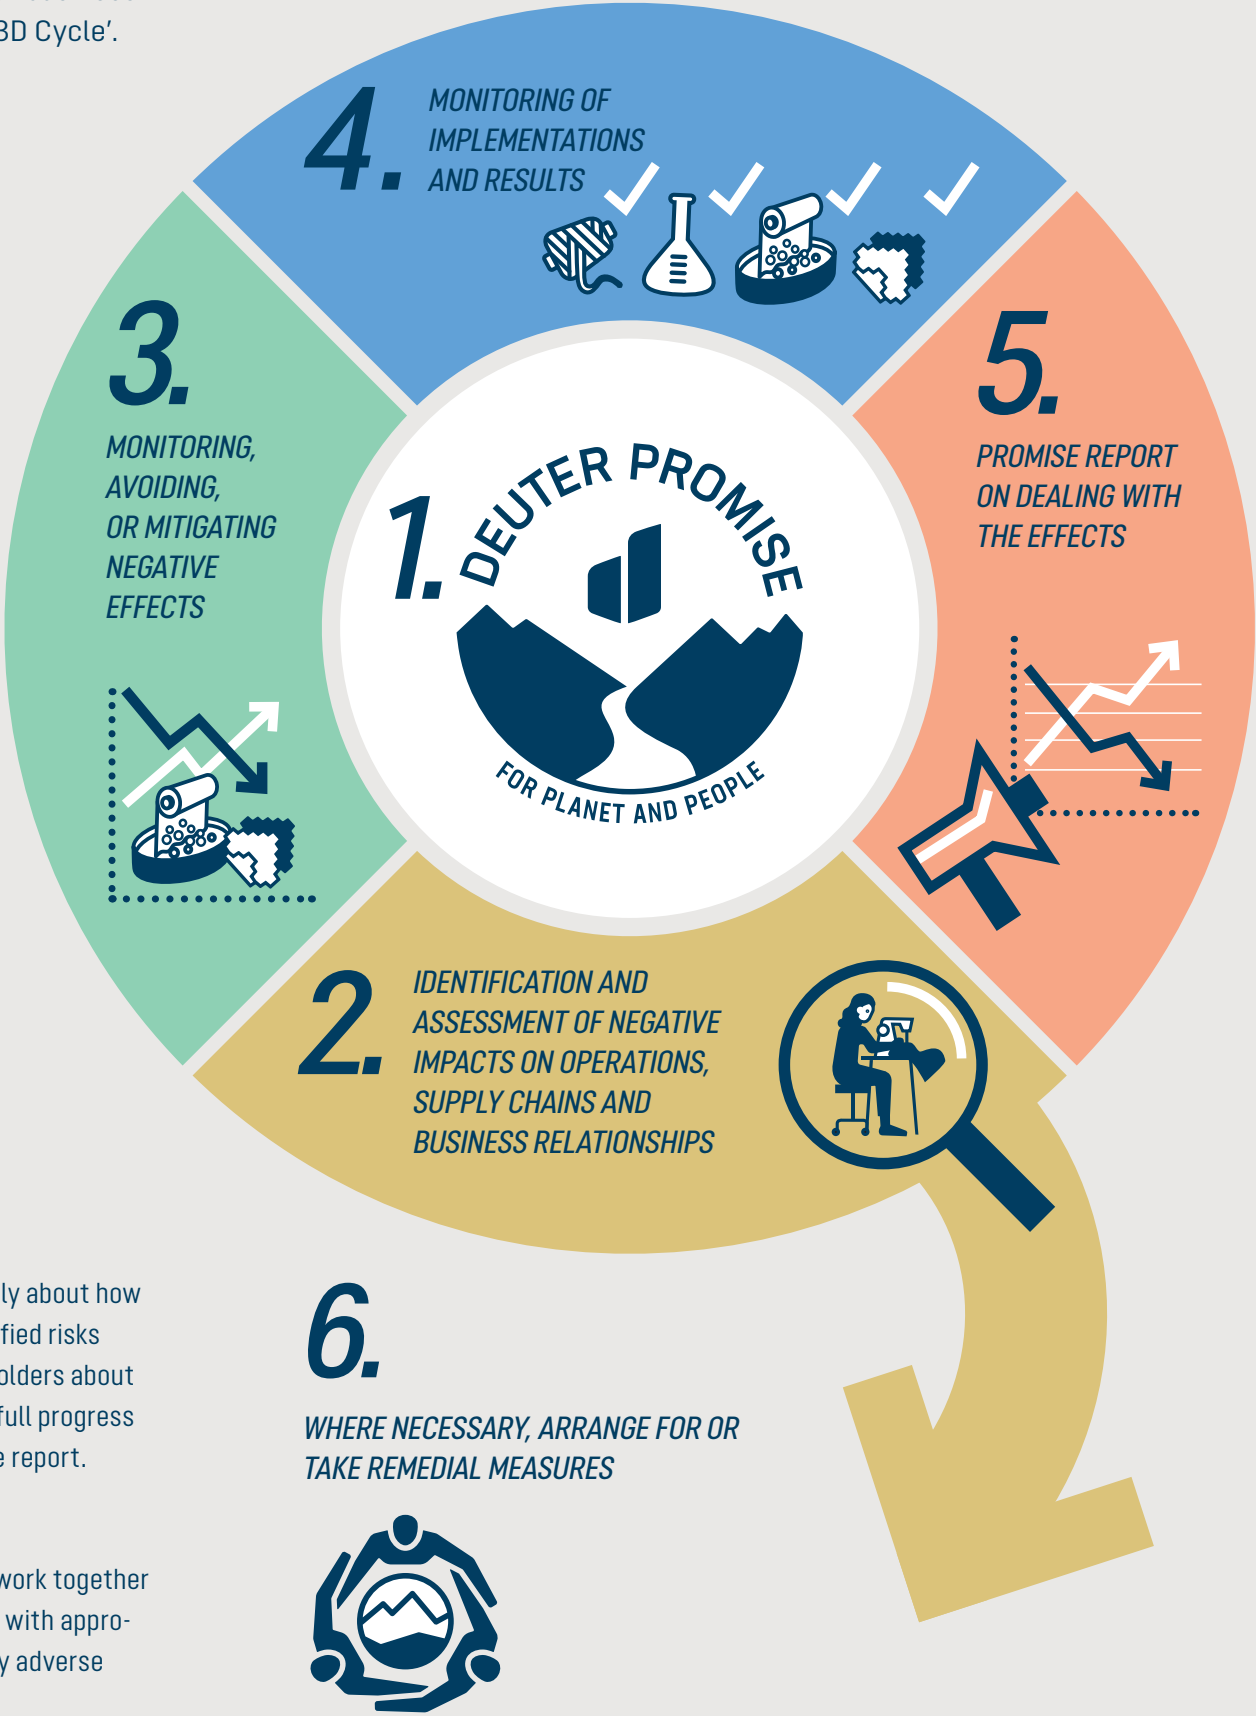 3D Cycle’.
4.
MONITORING OF
IMPLEMENTATIONS
AND RESULTS
3.
MONITORING,
AVOIDING,
OR MITIGATING
NEGATIVE
EFFECTS
5.
PROMISE REPORT
ON DEALING WITH
THE EFFECTS
1.
DEUTER PROMISE
FOR PLANET AND PEOPLE
2.
IDENTIFICATION AND
ASSESSMENT OF NEGATIVE
IMPACTS ON OPERATIONS,
SUPPLY CHAINS AND
BUSINESS RELATIONSHIPS
6.
WHERE NECESSARY, ARRANGE FOR OR
TAKE REMEDIAL MEASURES
ly about how
fied risks
olders about
full progress
e report.
work together
with appro-
y adverse